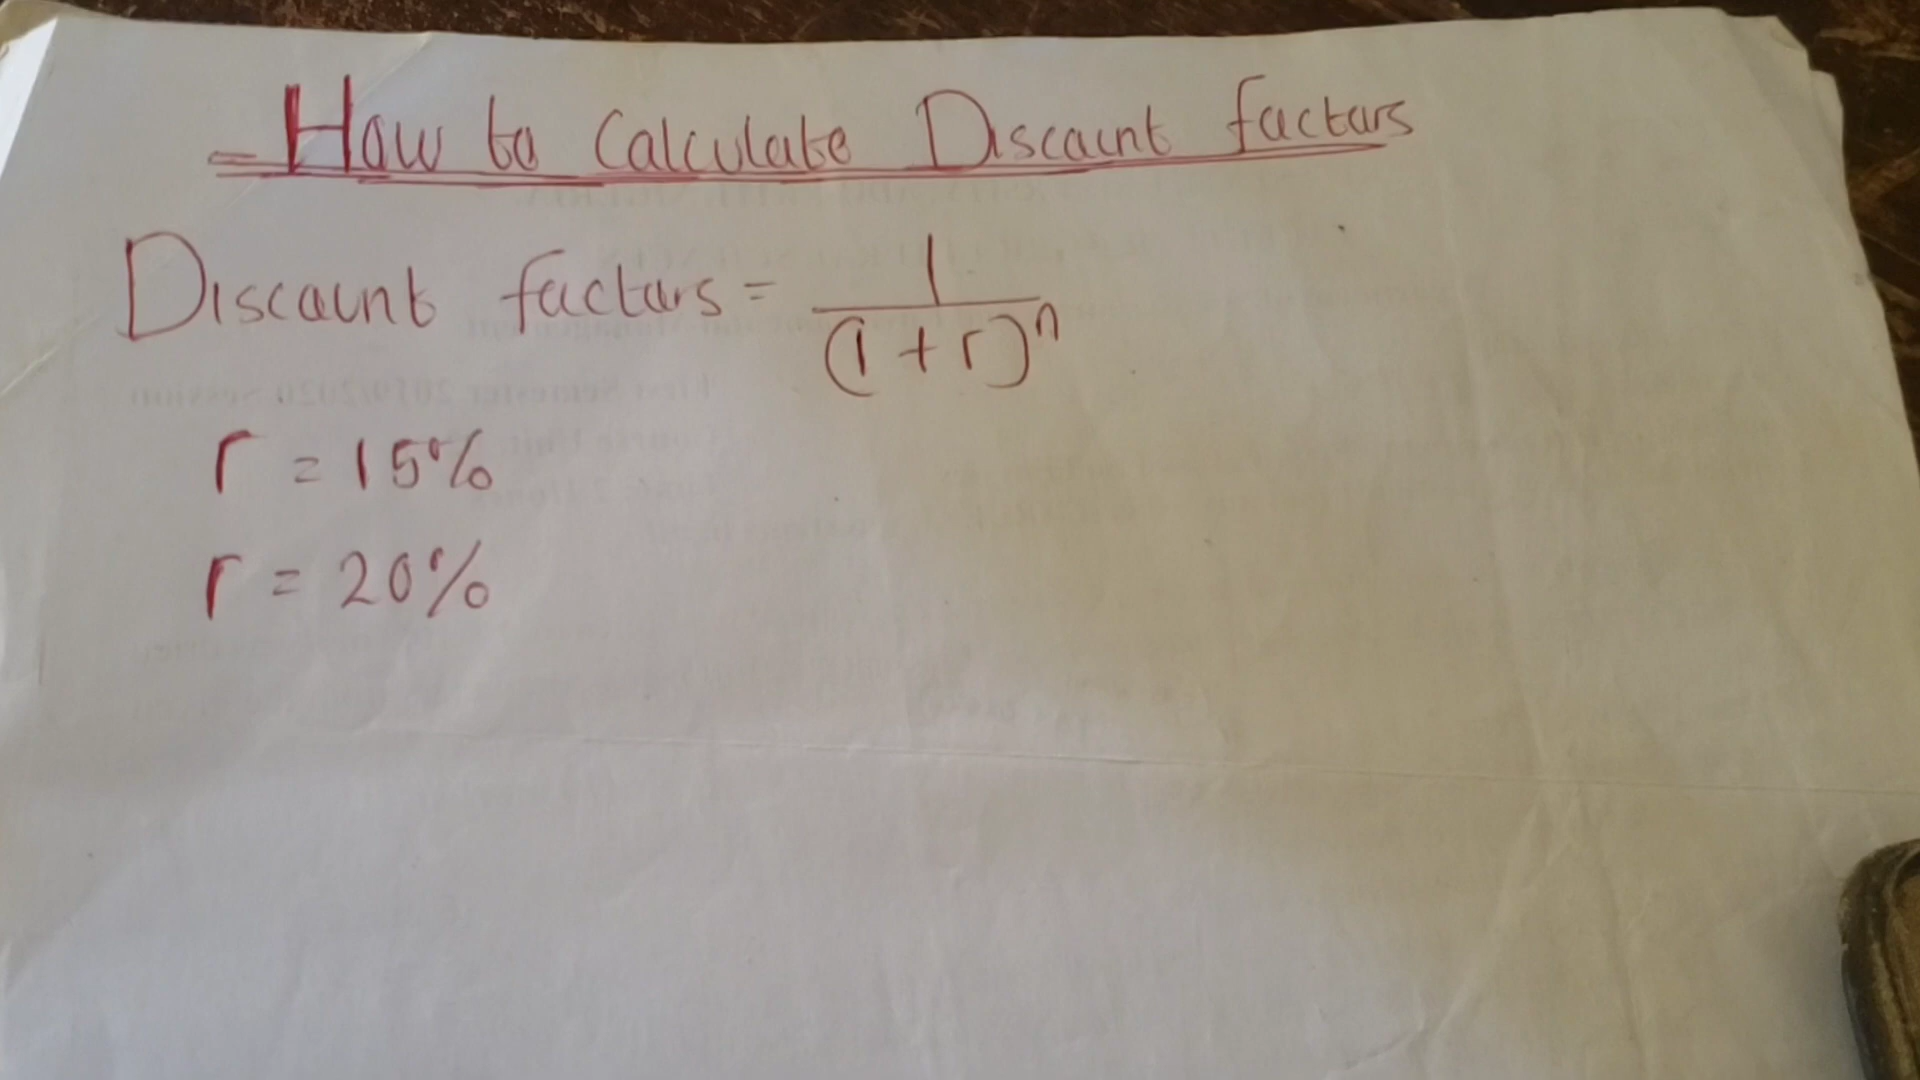 How to Calculate Discount factors
Discount factors = 1/(1+r)^n
r = 15%
r = 20%